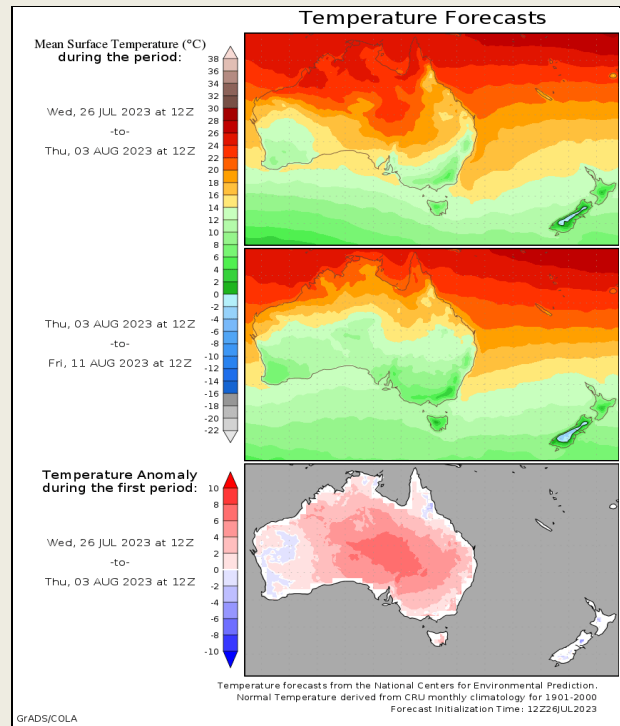 Temperature Forecasts
Mean Surface Temperature (°C)
during the period:
Wed, 26 JUL 2023 at 12Z
-to-
Thu, 03 AUG 2023 at 12Z
38
36
34
32
30
28
26
24
22
20
18
16
14
12
10
8
6
4
2
0
-2
-4
-6
-8
-10
-12
-14
-16
-18
-20
-22
Thu, 03 AUG 2023 at 12Z
-to-
Fri, 11 AUG 2023 at 12Z
Temperature Anomaly
during the first period:
Wed, 26 JUL 2023 at 12Z
-to-
Thu, 03 AUG 2023 at 12Z
10
8
6
4
2
0
-2
-4
-6
-8
-10
Temperature forecasts from the National Centers for Environmental Prediction.
Normal Temperature derived from CRU monthly climatology for 1901-2000
Forecast Initialization Time: 12Z26JUL2023
GrADS/COLA